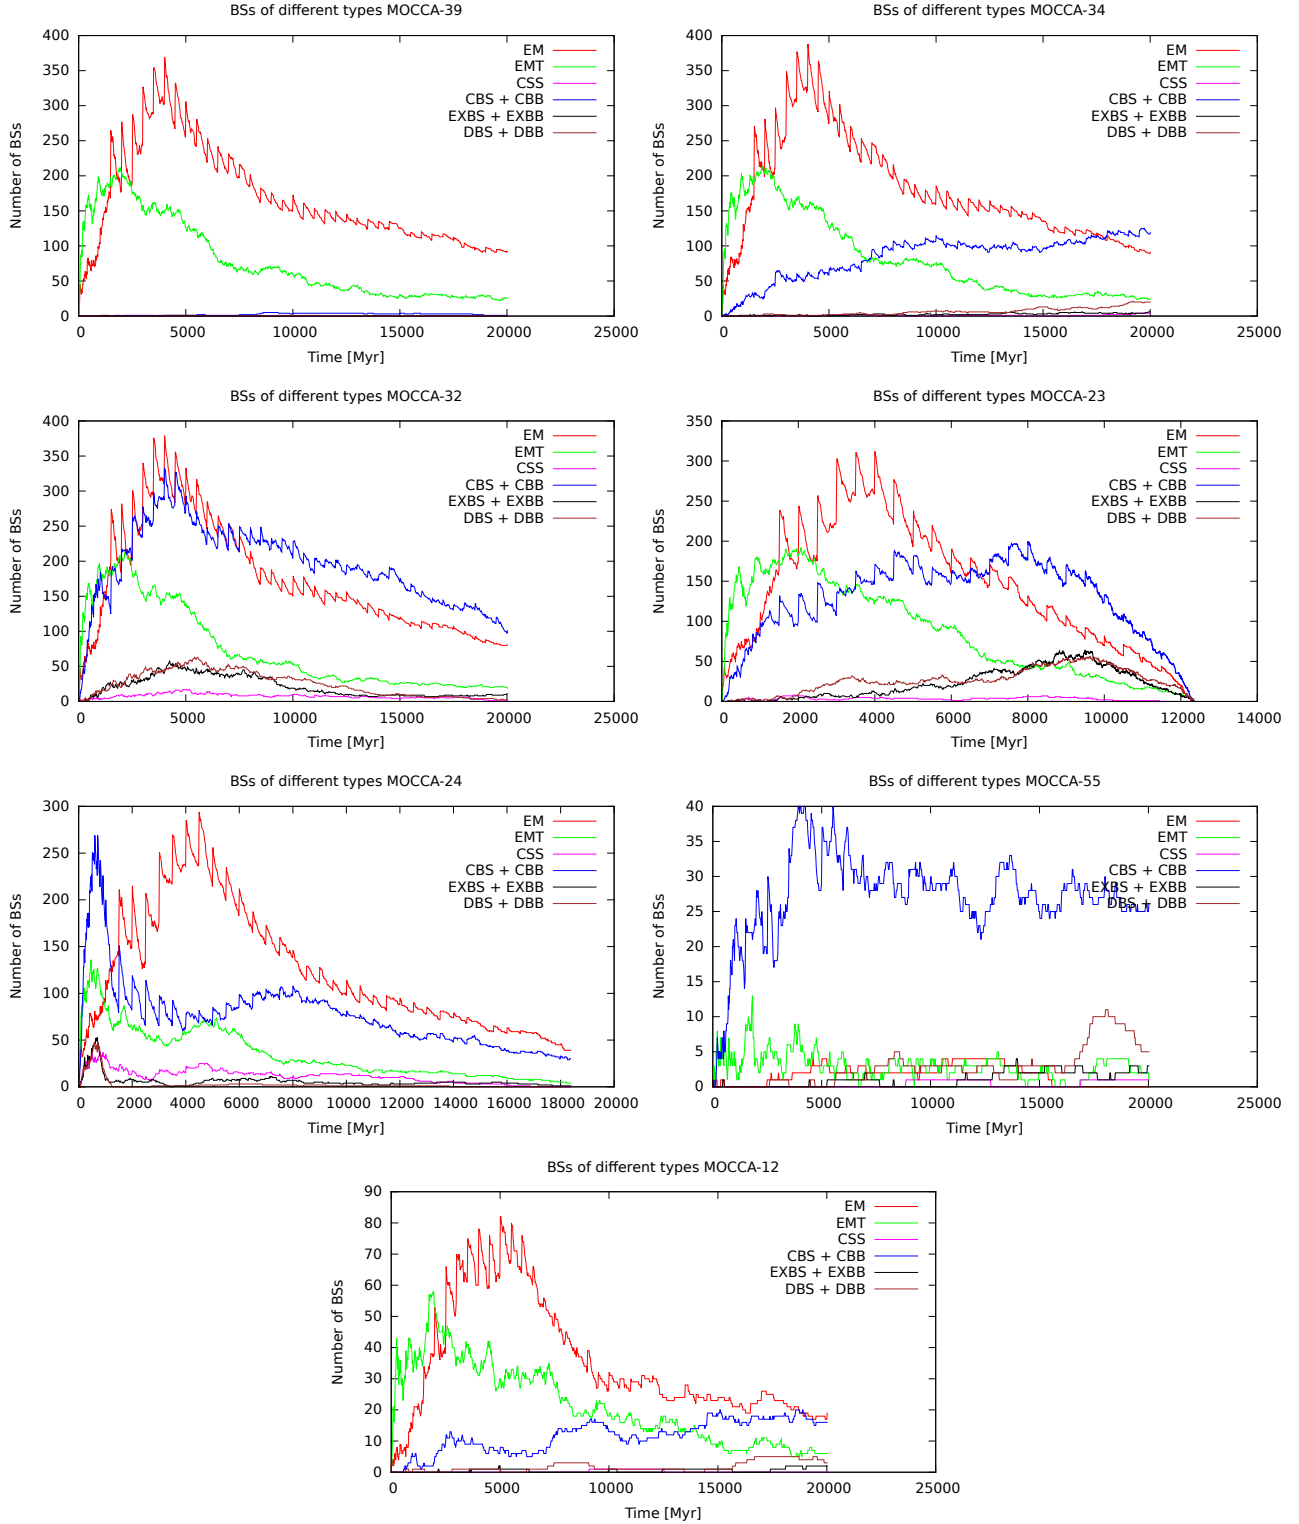 BSs of different types MOCCA-39
Number of BSs
400
350
300
250
200
150
100
50
0
EM
EMT
CSS
CBS + CBB
EXBS + EXBB
DBS + DBB
0 5000 10000 15000 20000 25000
Time [Myr]
BSs of different types MOCCA-34
Number of BSs
400
350
300
250
200
150
100
50
0
EM
EMT
CSS
CBS + CBB
EXBS + EXBB
DBS + DBB
0 5000 10000 15000 20000 25000
Time [Myr]
BSs of different types MOCCA-32
Number of BSs
400
350
300
250
200
150
100
50
0
EM
EMT
CSS
CBS + CBB
EXBS + EXBB
DBS + DBB
0 5000 10000 15000 20000 25000
Time [Myr]
BSs of different types MOCCA-23
Number of BSs
350
300
250
200
150
100
50
0
EM
EMT
CSS
CBS + CBB
EXBS + EXBB
DBS + DBB
0 2000 4000 6000 8000 10000 12000 14000
Time [Myr]
BSs of different types MOCCA-24
Number of BSs
300
250
200
150
100
50
0
EM
EMT
CSS
CBS + CBB
EXBS + EXBB
DBS + DBB
0 2000 4000 6000 8000 10000 12000 14000 16000 18000 20000
Time [Myr]
BSs of different types MOCCA-55
Number of BSs
40
35
30
25
20
15
10
5
0
EM
EMT
CSS
CBS + CBB
EXBS + EXBB
DBS + DBB
0 5000 10000 15000 20000 25000
Time [Myr]
BSs of different types MOCCA-12
Number of BSs
90
80
70
60
50
40
30
20
10
0
EM
EMT
CSS
CBS + CBB
EXBS + EXBB
DBS + DBB
0 5000 10000 15000 20000 25000
Time [Myr]